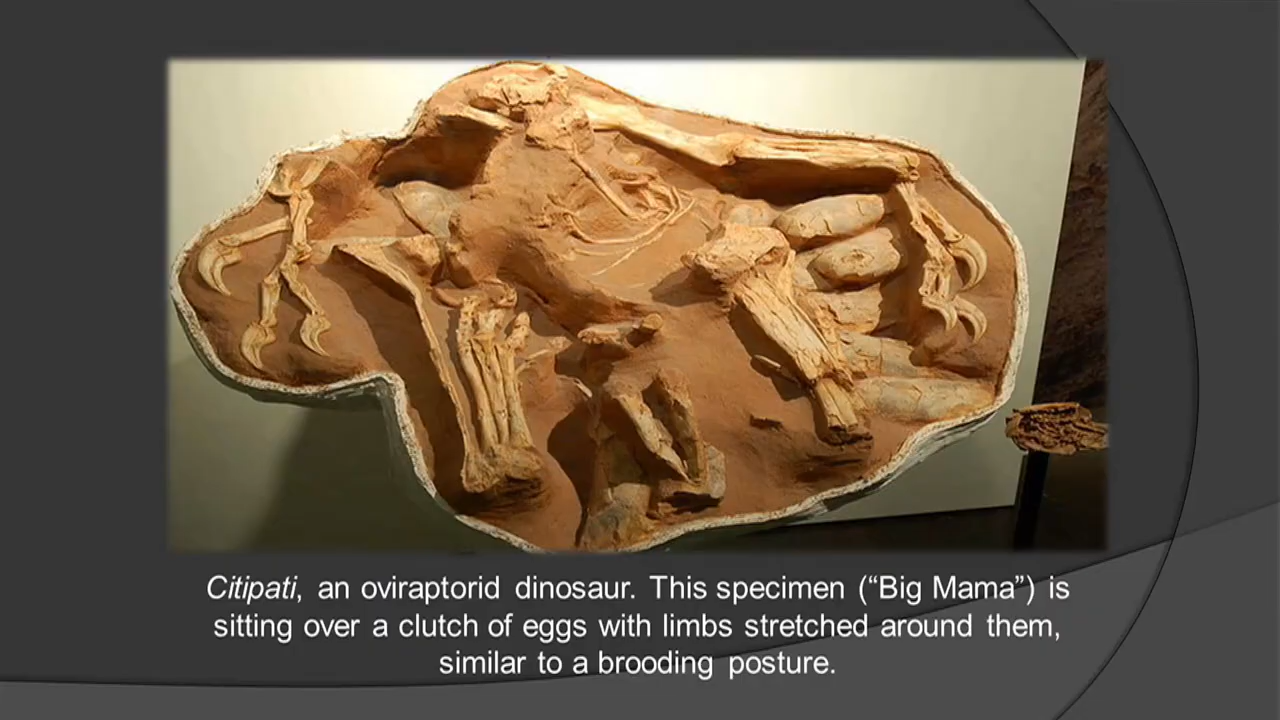 Citipati, an oviraptorid dinosaur. This specimen (“Big Mama”) is
sitting over a clutch of eggs with limbs stretched around them,
similar to a brooding posture.